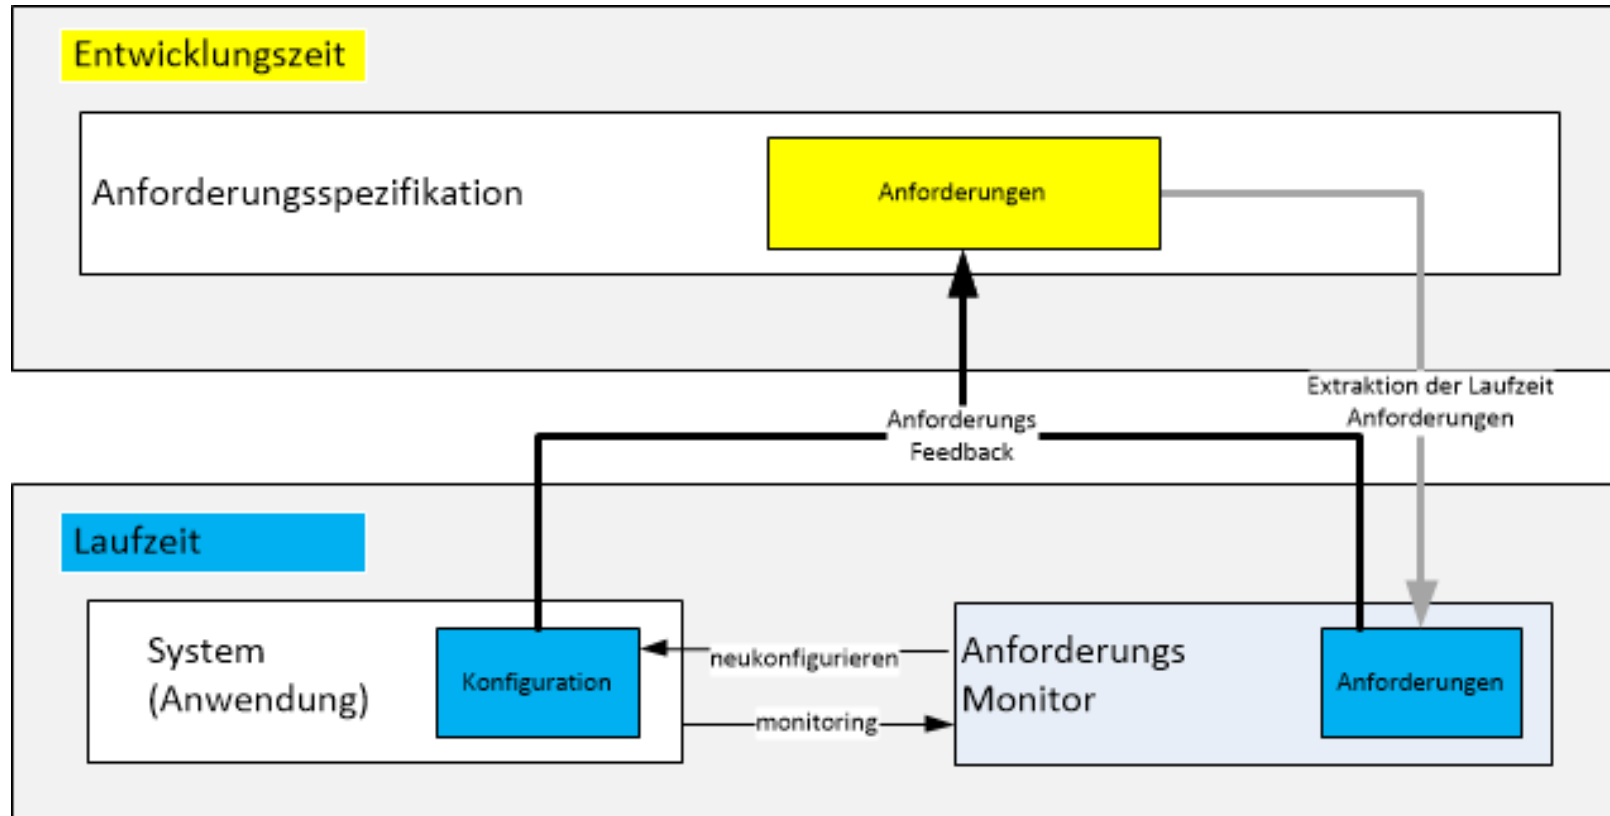 Entwicklungszeit
Anforderungsspezifikation
Anforderungen
Extraktion der Laufzeit
Anforderungen
Anforderungs
Feedback
Laufzeit
System
(Anwendung)
Konfiguration
neukonfigurieren
monitoring
Anforderungs
Monitor
Anforderungen